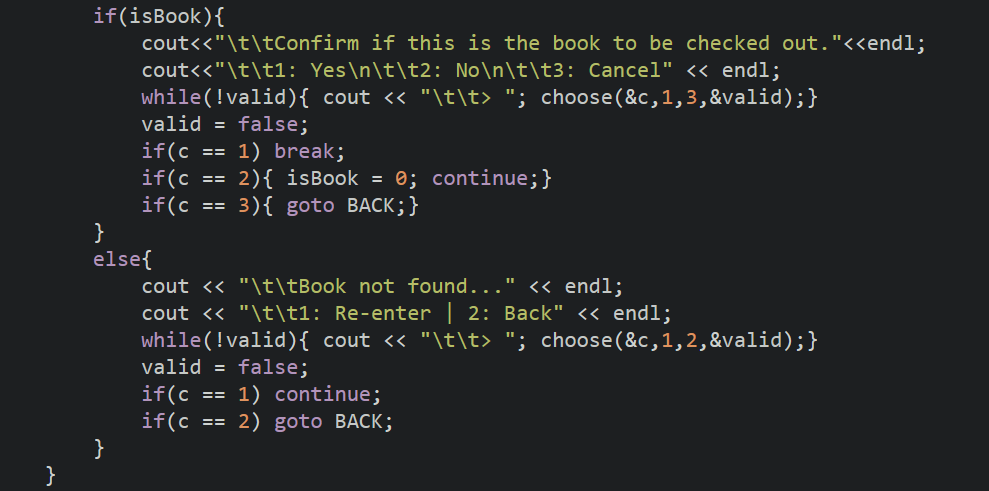 if(isBook){
cout<<"\t\tConfirm if this is the book to be checked out."<<endl;
cout<<"\t\t1: Yes\n\t\t2: No\n\t\t3: Cancel" << endl;
while(!valid){ cout << "\t\t> "; choose(&c,1,3,&valid);}
valid = false;
if(c == 1) break;
if(c == 2){ isBook = 0; continue;}
if(c == 3){ goto BACK;}
}
else{
cout << "\t\tBook not found..." << endl;
cout << "\t\t1: Re-enter | 2: Back" << endl;
while(!valid){ cout << "\t\t> "; choose(&c,1,2,&valid);}
valid = false;
if(c == 1) continue;
if(c == 2) goto BACK;
}
}